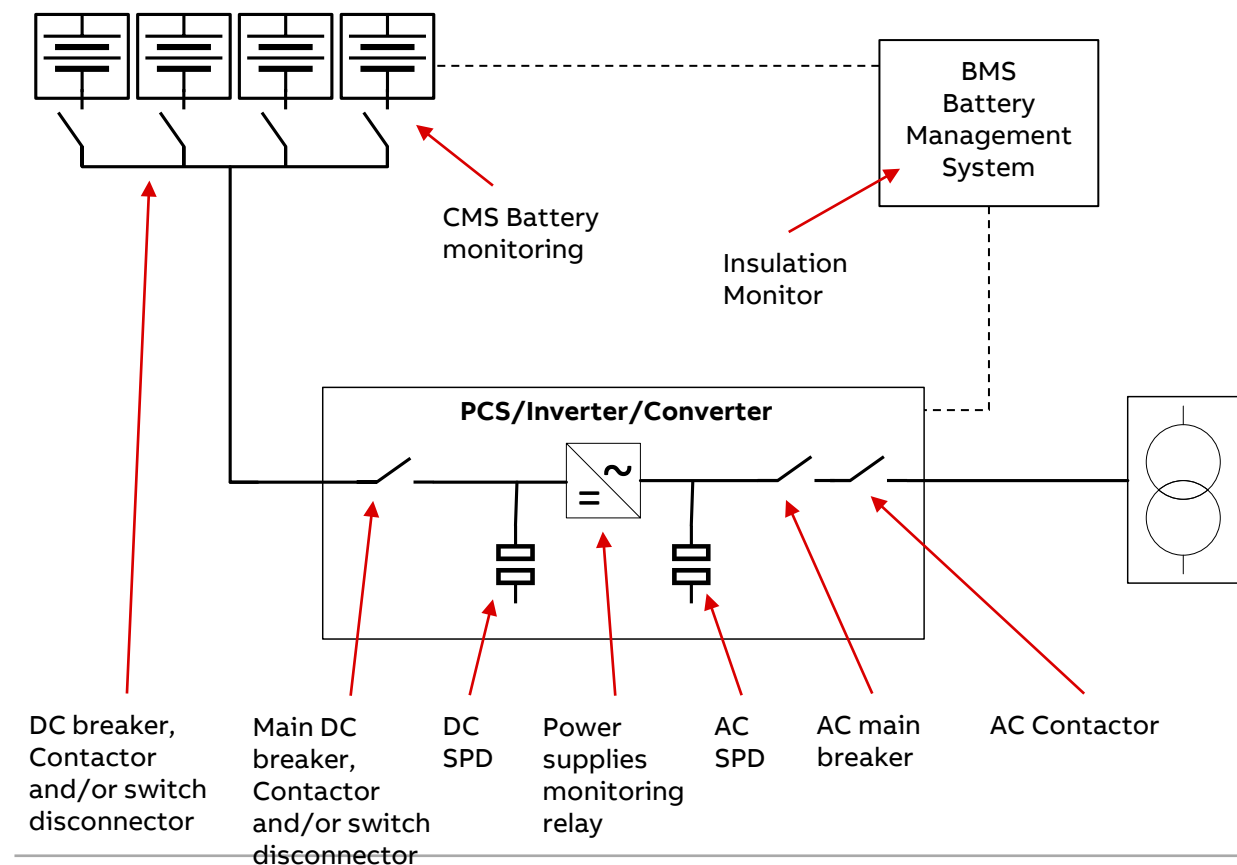 BMS
Battery
Management
System
CMS Battery
monitoring
Insulation
Monitor
PCS/Inverter/Converter
~
=
DC breaker,
Contactor
and/or switch
disconnector
Main DC
breaker,
Contactor
and/or switch
disconnector
DC
SPD
Power
supplies
monitoring
relay
AC
SPD
AC main
breaker
AC Contactor